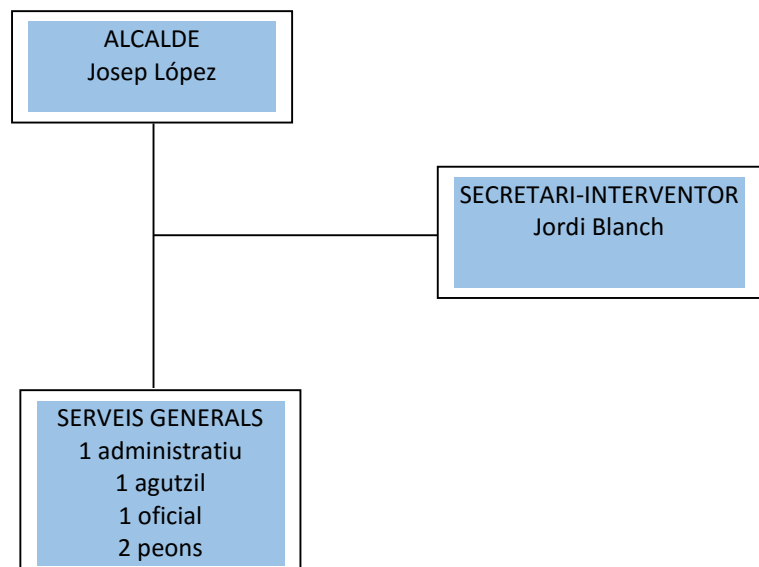 ALCALDE
Josep López
SECRETARI-INTERVENTOR
Jordi Blanch
SERVEIS GENERALS
1 administratiu
1 agutzil
1 oficial
2 peons